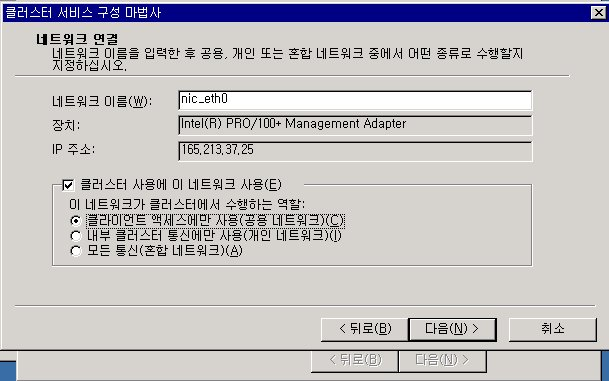 클러스터 서비스 구성 마법사
네트워크 연결
네트워크 이름을 입력한 후 공용, 개인 또는 혼합 네트워크 중에서 어떤 종류로 수행할지
지정하십시오.
네트워크 이름(W): nic_eth0
장치: Intel(R) PRO/100+ Management Adapter
IP 주소: 165.213.37.25
클러스터 사용에 이 네트워크 사용(E)
이 네트워크가 클러스터에서 수행하는 역할:
클라이언트 액세스에만 사용(공용 네트워크)(C)
내부 클러스터 통신에만 사용(개인 네트워크)(I)
모든 통신(혼합 네트워크)(A)
< 뒤로(B) 다음(N) > 취소
< 뒤로(B) 다음(N) >